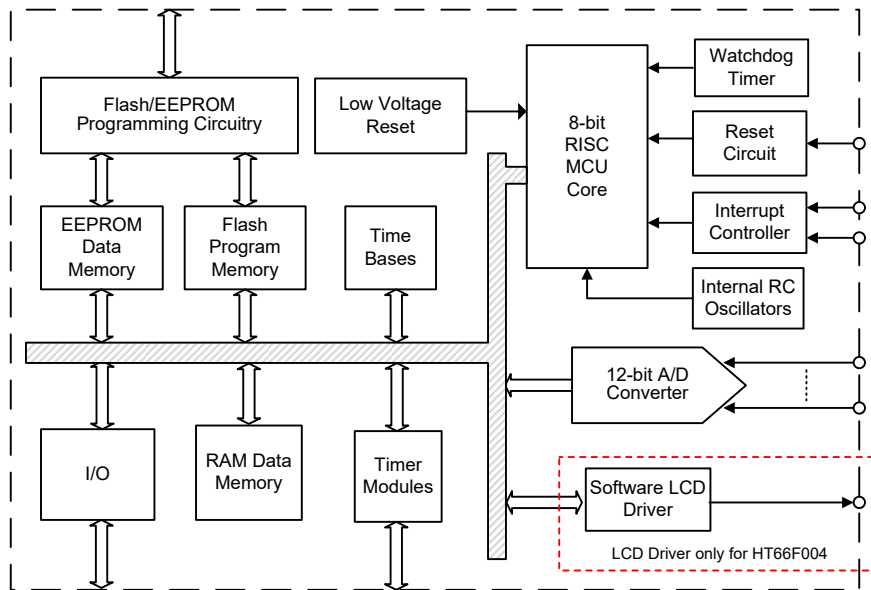 Flash/EEPROM
Programming Circuitry
Low Voltage
Reset
8-bit
RISC
MCU
Core
Watchdog
Timer
Reset
Circuit
Interrupt
Controller
Internal RC
Oscillators
EEPROM
Data
Memory
Flash
Program
Memory
Time
Bases
12-bit A/D
Converter
I/O
RAM Data
Memory
Timer
Modules
Software LCD
Driver
LCD Driver only for HT66F004